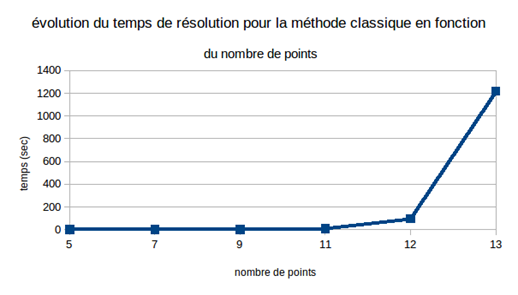 évolution du temps de résolution pour la méthode classique en fonction
du nombre de points
1400
1200
1000
800
600
400
200
0
temps (sec)
5 7 9 11 12 13
nombre de points